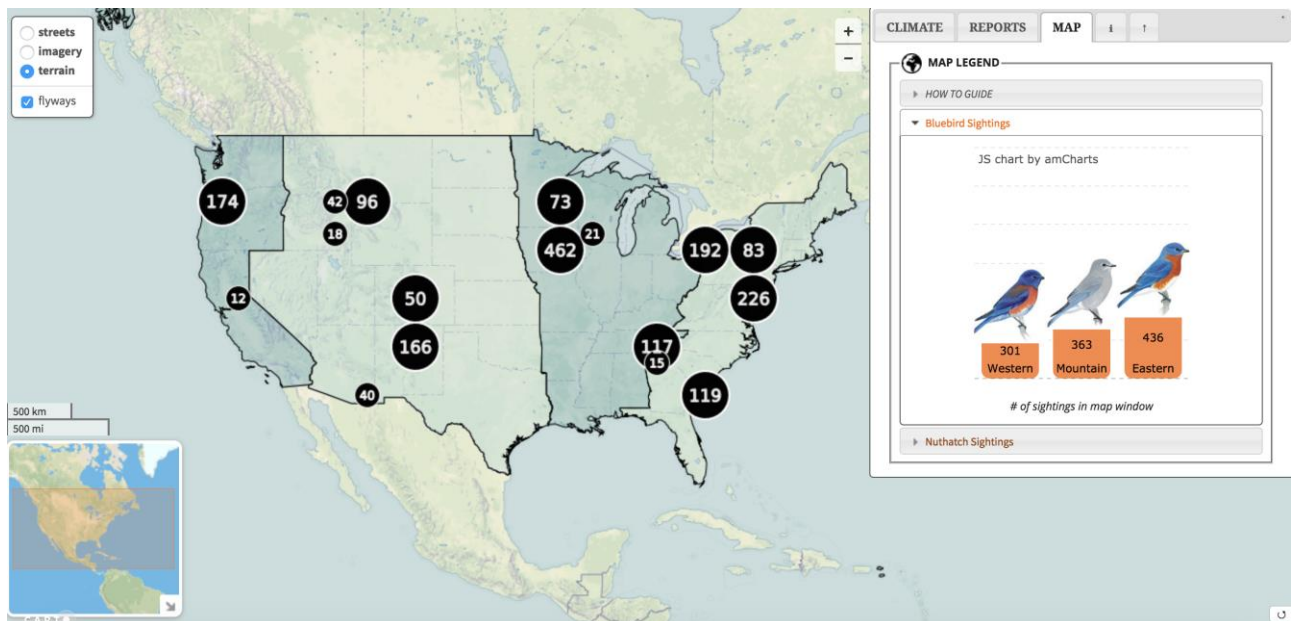 streets
imagery
terrain
flyways
+
−
174
42
96
18
12
50
166
40
73
462
21
192
83
226
117
15
119
500 km
500 mi
CLIMATE REPORTS MAP i ↑
MAP LEGEND
HOW TO GUIDE
Bluebird Sightings
JS chart by amCharts
301 363 436
Western Mountain Eastern
# of sightings in map window
Nuthatch Sightings